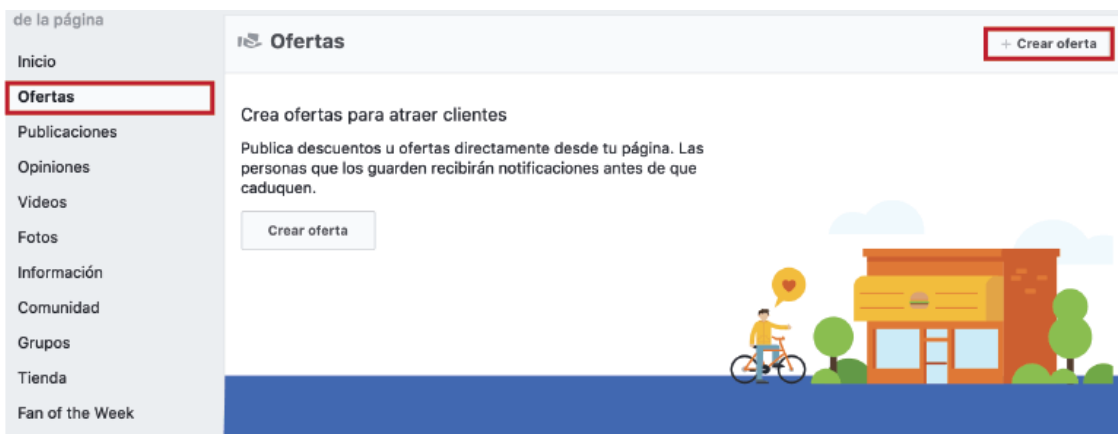 de la página
Inicio
Ofertas
Publicaciones
Opiniones
Videos
Fotos
Información
Comunidad
Grupos
Tienda
Fan of the Week
Ofertas
+ Crear oferta
Crea ofertas para atraer clientes
Publica descuentos u ofertas directamente desde tu página. Las
personas que los guarden recibirán notificaciones antes de que
caduquen.
Crear oferta